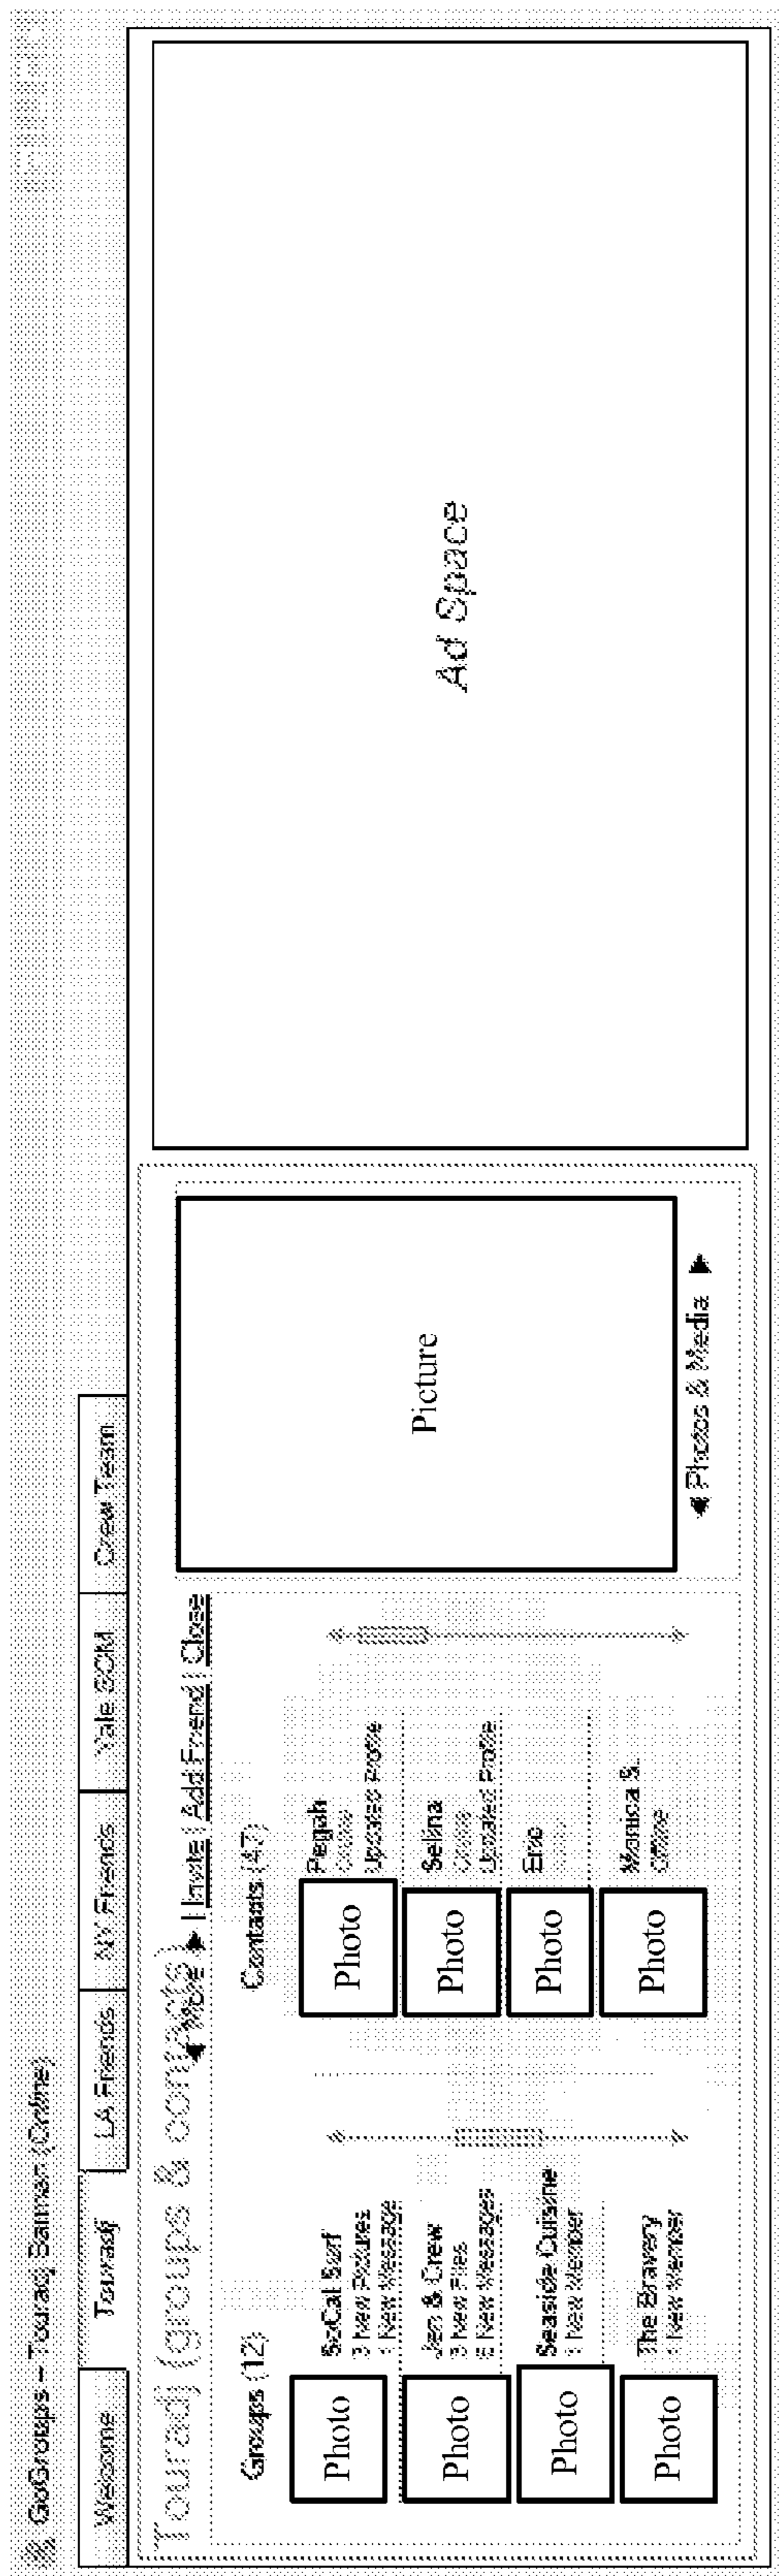 GoGroups – Touradj Barman (Online)
Welcome
Touradj
LA Friends
NY Friends
Yale SOM
Crew Team
Touradj (groups & contacts)
◀ More ▶ | Invite | Add Friend | Close
Groups (12)
Photo
SoCal Surf
3 New Pictures
1 New Message
Photo
Jen & Crew
3 New Files
New Messages
Photo
Seaside Cuisine
1 New Member
Photo
The Bravery
1 New Member
Contacts (47)
Photo
Pegah
Online
Updated Profile
Photo
Selina
Online
Updated Profile
Photo
Eric
Photo
Monica S.
Offline
Picture
◀ Photos & Media ▶
Ad Space